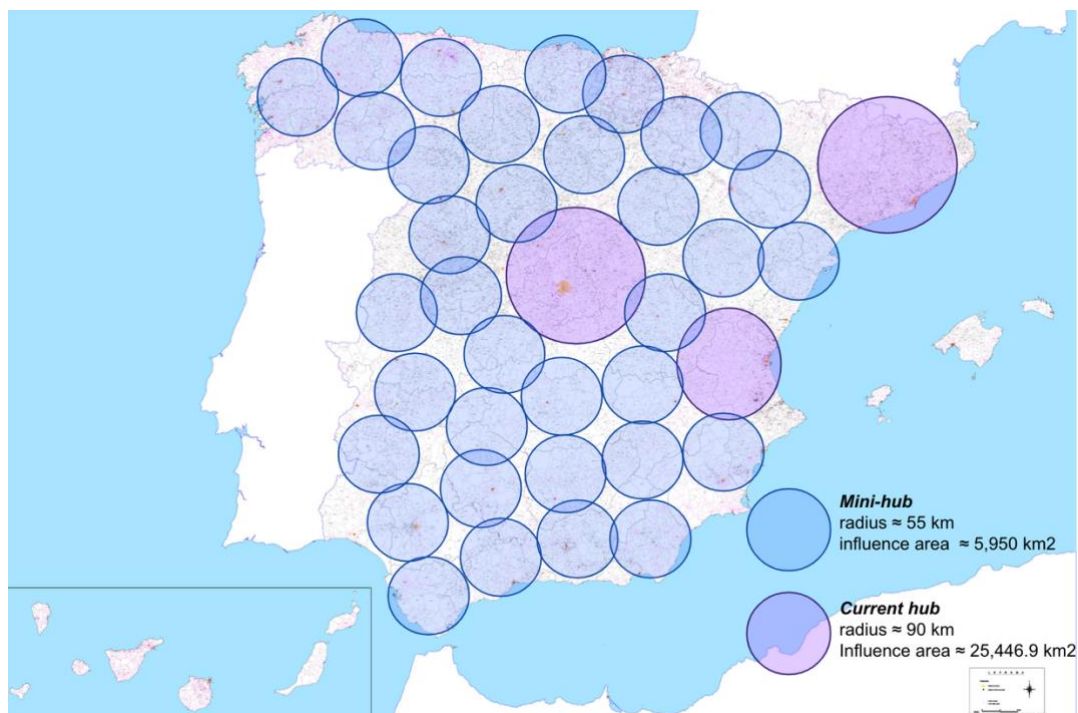 Mini-hub
radius ≈ 55 km
influence area ≈ 5,950 km2
Current hub
radius ≈ 90 km
Influence area ≈ 25,446.9 km2